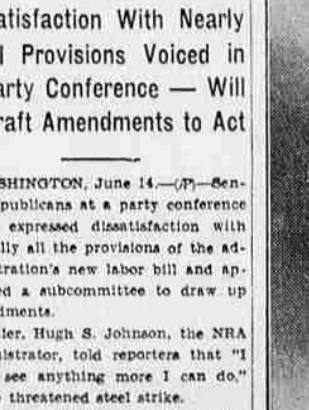 atisfaction With Nearly
l Provisions Voiced in
arty Conference — Will
raft Amendments to Act
SHINGTON, June 14.—(AP)—Sen-
publicans at a party conference
expressed dissatisfaction with
lly all the provisions of the ad-
tration's new labor bill and ap-
ed a subcommittee to draw up
dments.
ler, Hugh S. Johnson, the NRA
istrator, told reporters that "I
see anything more I can do,"
threatened steel strike.